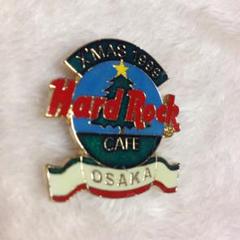 X'MAS 1998
Hard Rock
CAFE
OSAKA